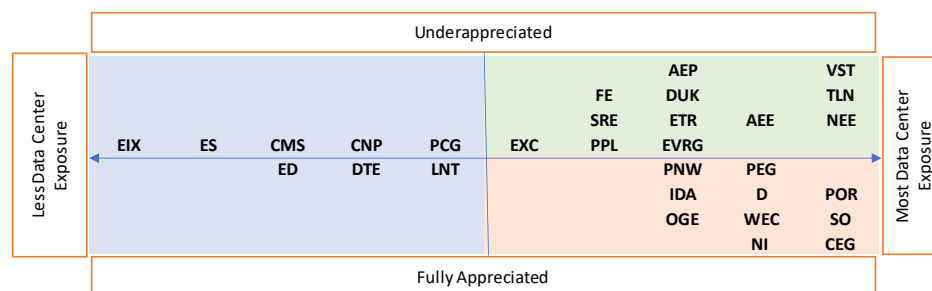 Underappreciated
Less Data Center
Exposure
Most Data Center
Exposure
AEP VST
FE DUK TLN
SRE ETR AEE NEE
EIX ES CMS CNP PCG EXC PPL EVRG
ED DTE LNT PNW PEG
IDA D POR
OGE WEC SO
NI CEG
Fully Appreciated